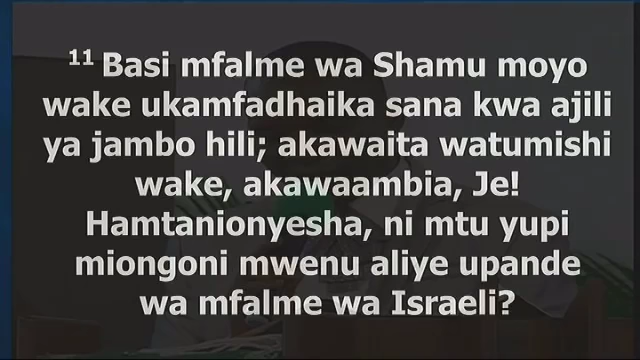 11 Basi mfalme wa Shamu moyo
wake ukamfadhaika sana kwa ajili
ya jambo hili; akawaita watumishi
wake, akawaambia, Je!
Hamtanionyesha, ni mtu yupi
miongoni mwenu aliye upande
wa mfalme wa Israeli?